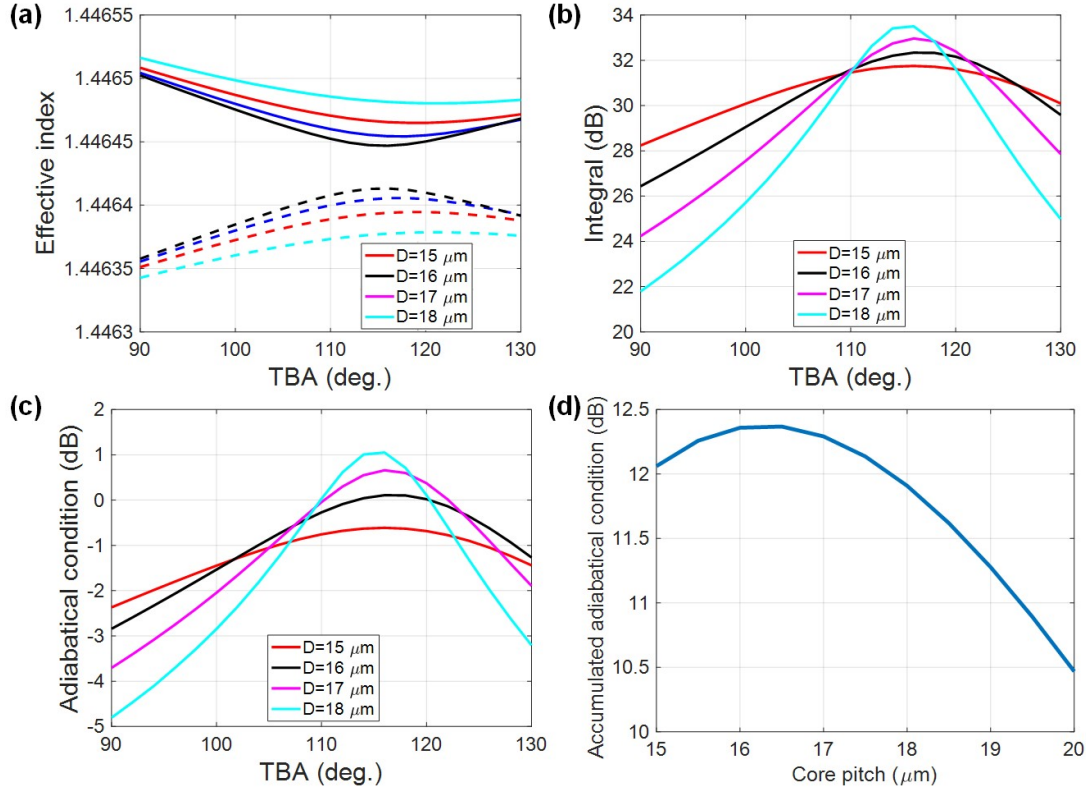 (a)
1.44655
1.4465
1.44645
1.4464
1.44635
1.4463
Effective index
D=15 μm
D=16 μm
D=17 μm
D=18 μm
90 100 110 120 130
TBA (deg.)
(b)
34
32
30
28
26
24
22
20
Integral (dB)
D=15 μm
D=16 μm
D=17 μm
D=18 μm
90 100 110 120 130
TBA (deg.)
(c)
2
1
0
-1
-2
-3
-4
-5
Adiabatical condition (dB)
D=15 μm
D=16 μm
D=17 μm
D=18 μm
90 100 110 120 130
TBA (deg.)
(d)
12.5
12
11.5
11
10.5
10
Accumulated adiabatical condition (dB)
15 16 17 18 19 20
Core pitch (μm)